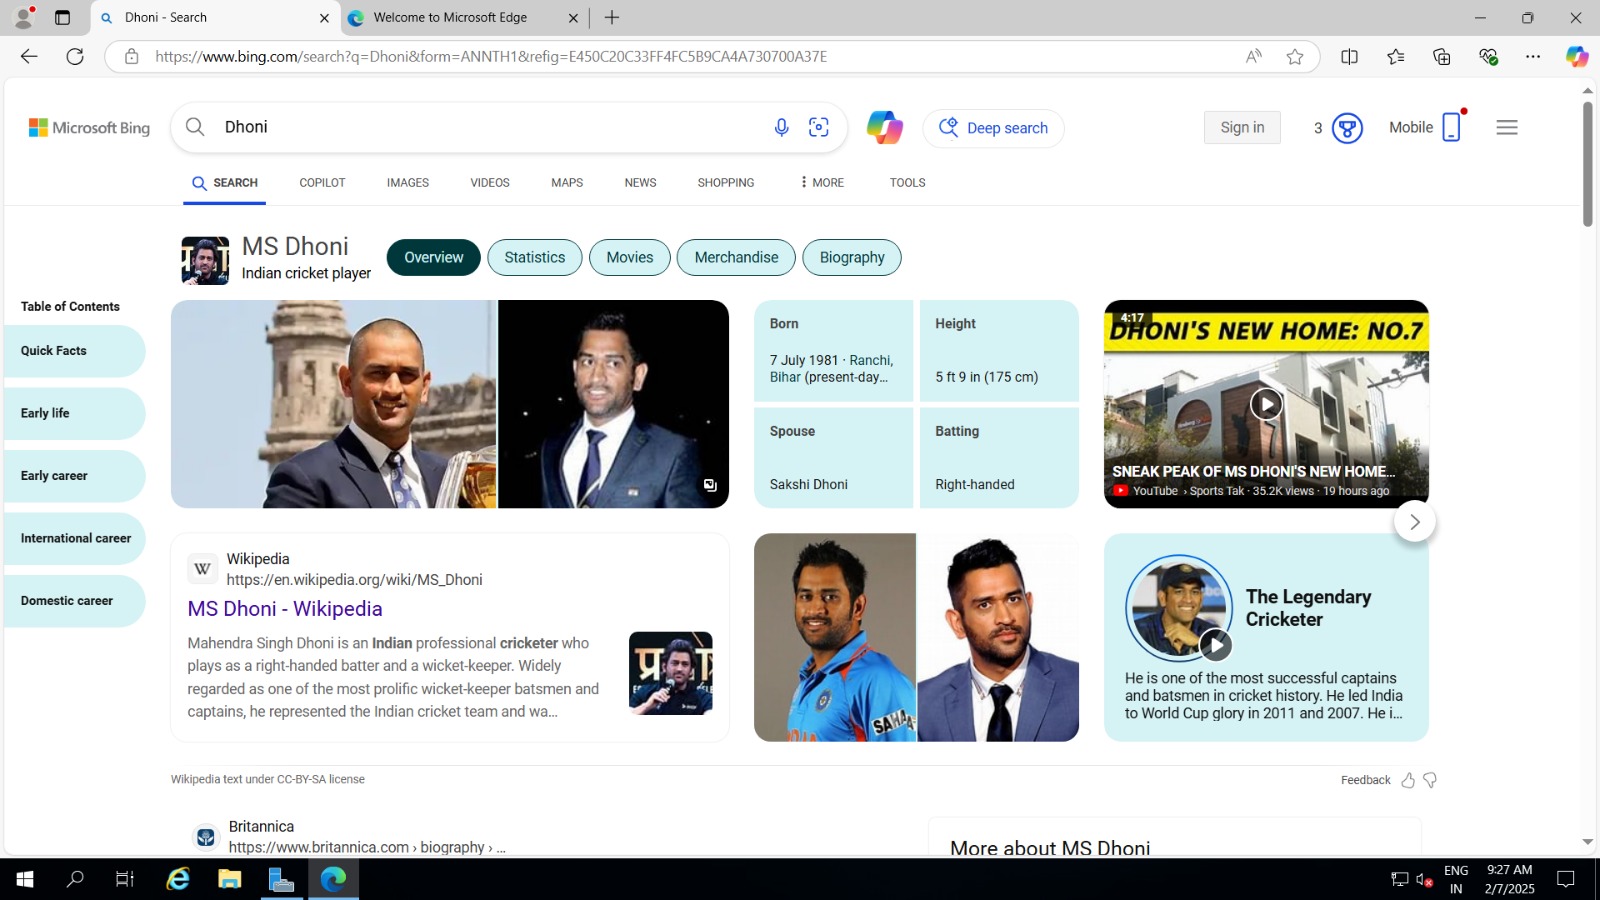 Dhoni - Search
Welcome to Microsoft Edge
https://www.bing.com/search?q=Dhoni&form=ANNTH1&refig=E450C20C33FF4FC5B9CA4A730700A37E
Microsoft Bing
Dhoni
Deep search
Sign in
3
Mobile
SEARCH
COPILOT
IMAGES
VIDEOS
MAPS
NEWS
SHOPPING
MORE
TOOLS
MS Dhoni
Indian cricket player
Overview
Statistics
Movies
Merchandise
Biography
Table of Contents
Quick Facts
Early life
Early career
International career
Domestic career
Born
7 July 1981 · Ranchi,
Bihar (present-day...
Height
5 ft 9 in (175 cm)
Spouse
Sakshi Dhoni
Batting
Right-handed
4:17
DHONI'S NEW HOME: NO.7
SNEAK PEAK OF MS DHONI'S NEW HOME...
YouTube › Sports Tak · 35.2K views · 19 hours ago
W
Wikipedia
https://en.wikipedia.org/wiki/MS_Dhoni
MS Dhoni - Wikipedia
Mahendra Singh Dhoni is an Indian professional cricketer who
plays as a right-handed batter and a wicket-keeper. Widely
regarded as one of the most prolific wicket-keeper batsmen and
captains, he represented the Indian cricket team and wa...
SAHA
The Legendary
Cricketer
He is one of the most successful captains
and batsmen in cricket history. He led India
to World Cup glory in 2011 and 2007. He i...
Wikipedia text under CC-BY-SA license
Feedback
Britannica
https://www.britannica.com › biography › ...
More about MS Dhoni
ENG
IN
9:27 AM
2/7/2025